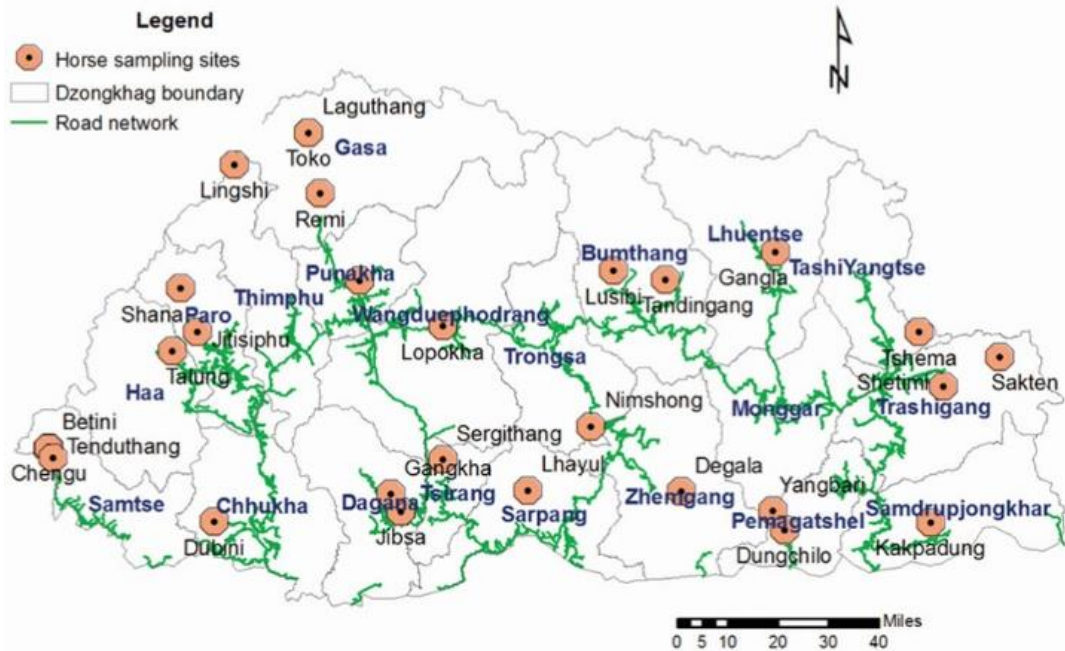 Legend
Horse sampling sites
Dzongkhag boundary
Road network
N
Laguthang
Toko
Gasa
Lingshi
Remi
Punakha
Bumthang
Lhuentse
Gangla
TashiYangtse
Lusibi
Tandingang
Thimphu
Shana
Paro
Jitisiphu
Wangduephodrang
Lopokha
Trongsa
Talung
Haa
Tshema
Shetimi
Sakten
Trashigang
Monggar
Nimshong
Betini
Tenduthang
Chengu
Sergithang
Gangkha
Lhayul
Degala
Yangbari
Samtse
Chhukha
Dagana
Tsirang
Sarpang
Zhemgang
Pemagatshel
Samdrupjongkhar
Dubini
Jibsa
Dungchilo
Kakpadung
Miles
0 5 10 20 30 40